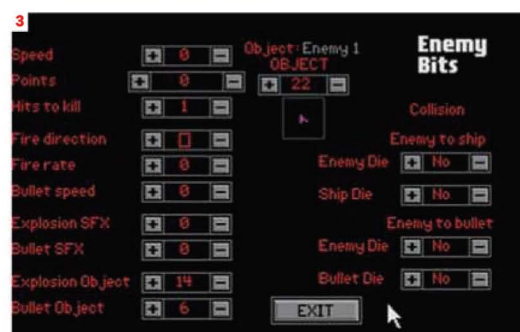 3
Speed + 0 -
Points + 0 -
Hits to kill + 1 -
Fire direction + -
Fire rate + 0 -
Bullet speed + 0 -
Explosion SFX + 0 -
Bullet SFX + 0 -
Explosion Object + 14 -
Bullet Object + 6 -
Object: Enemy 1
OBJECT
+ 22 -
EXIT
Enemy
Bits
Collision
Enemy to ship
Enemy Die + No -
Ship Die + No -
Enemy to bullet
Enemy Die + No -
Bullet Die + No -